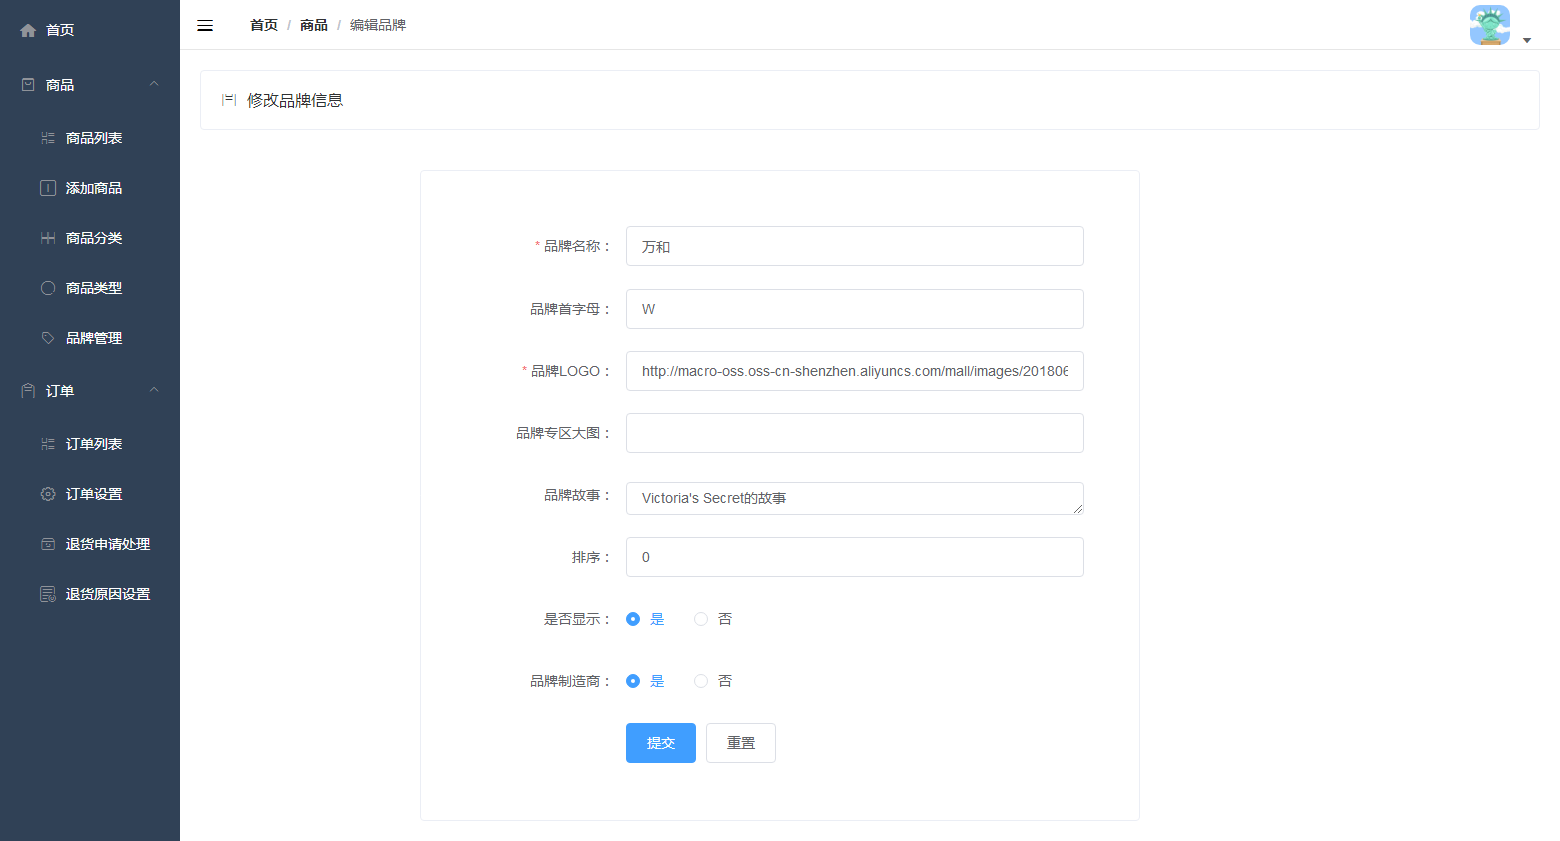 首页
商品
商品列表
添加商品
商品分类
商品类型
品牌管理
订单
订单列表
订单设置
退货申请处理
退货原因设置
首页 / 商品 / 编辑品牌
修改品牌信息
* 品牌名称： 万和
品牌首字母： W
* 品牌LOGO： http://macro-oss.oss-cn-shenzhen.aliyuncs.com/mall/images/201806
品牌专区大图：
品牌故事： Victoria's Secret的故事
排序： 0
是否显示： 是 否
品牌制造商： 是 否
提交 重置